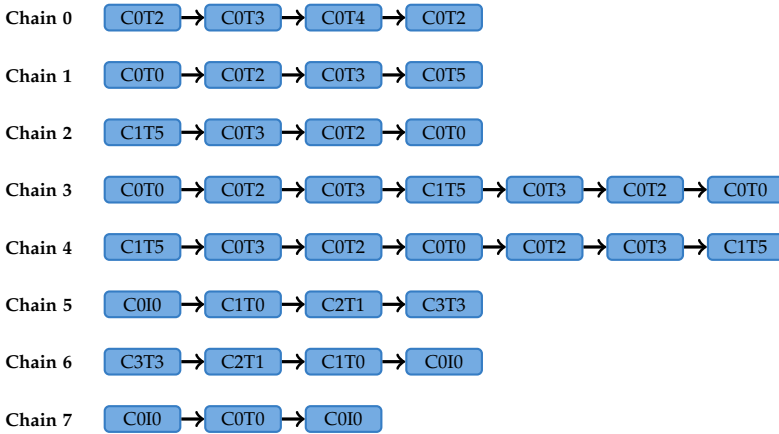 Chain 0 C0T2 C0T3 C0T4 C0T2
Chain 1 C0T0 C0T2 C0T3 C0T5
Chain 2 C1T5 C0T3 C0T2 C0T0
Chain 3 C0T0 C0T2 C0T3 C1T5 C0T3 C0T2 C0T0
Chain 4 C1T5 C0T3 C0T2 C0T0 C0T2 C0T3 C1T5
Chain 5 C0I0 C1T0 C2T1 C3T3
Chain 6 C3T3 C2T1 C1T0 C0I0
Chain 7 C0I0 C0T0 C0I0